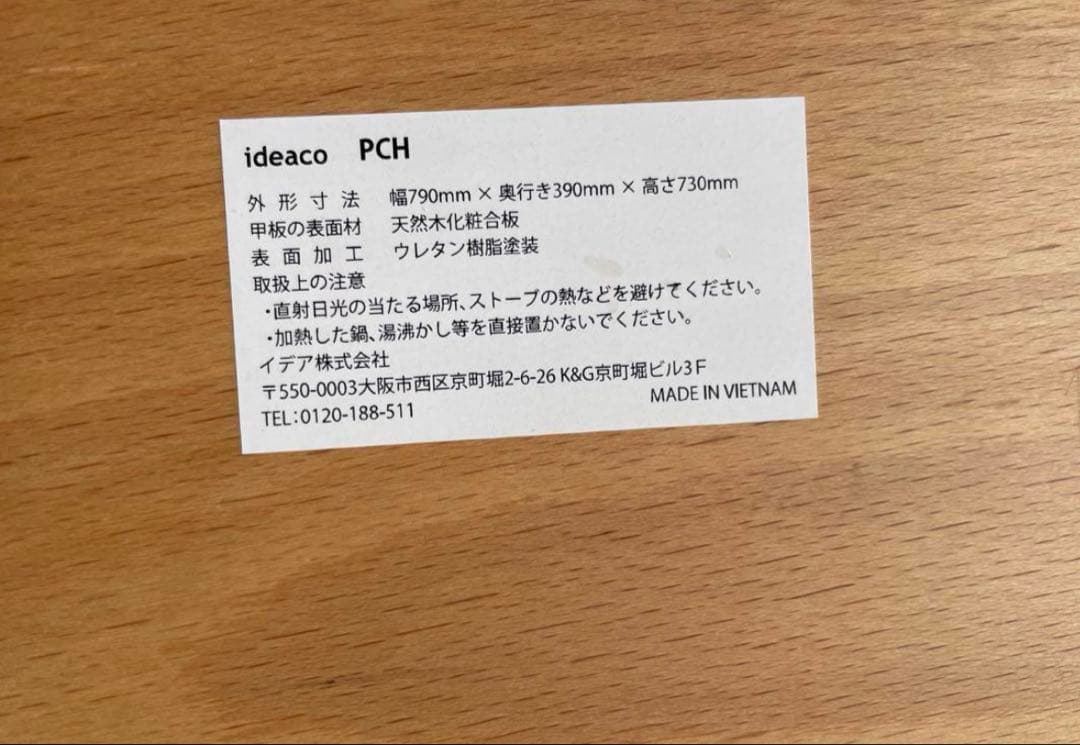 ideaco PCH
外形寸法 幅790mm × 奥行き390mm × 高さ730mm
甲板の表面材 天然木化粧合板
表面加工 ウレタン樹脂塗装
取扱上の注意
・直射日光の当たる場所、ストーブの熱などを避けてください。
・加熱した鍋、湯沸かし等を直接置かないでください。
イデア株式会社
〒550-0003大阪市西区京町堀2-6-26 K&G京町堀ビル3F
TEL:0120-188-511
MADE IN VIETNAM